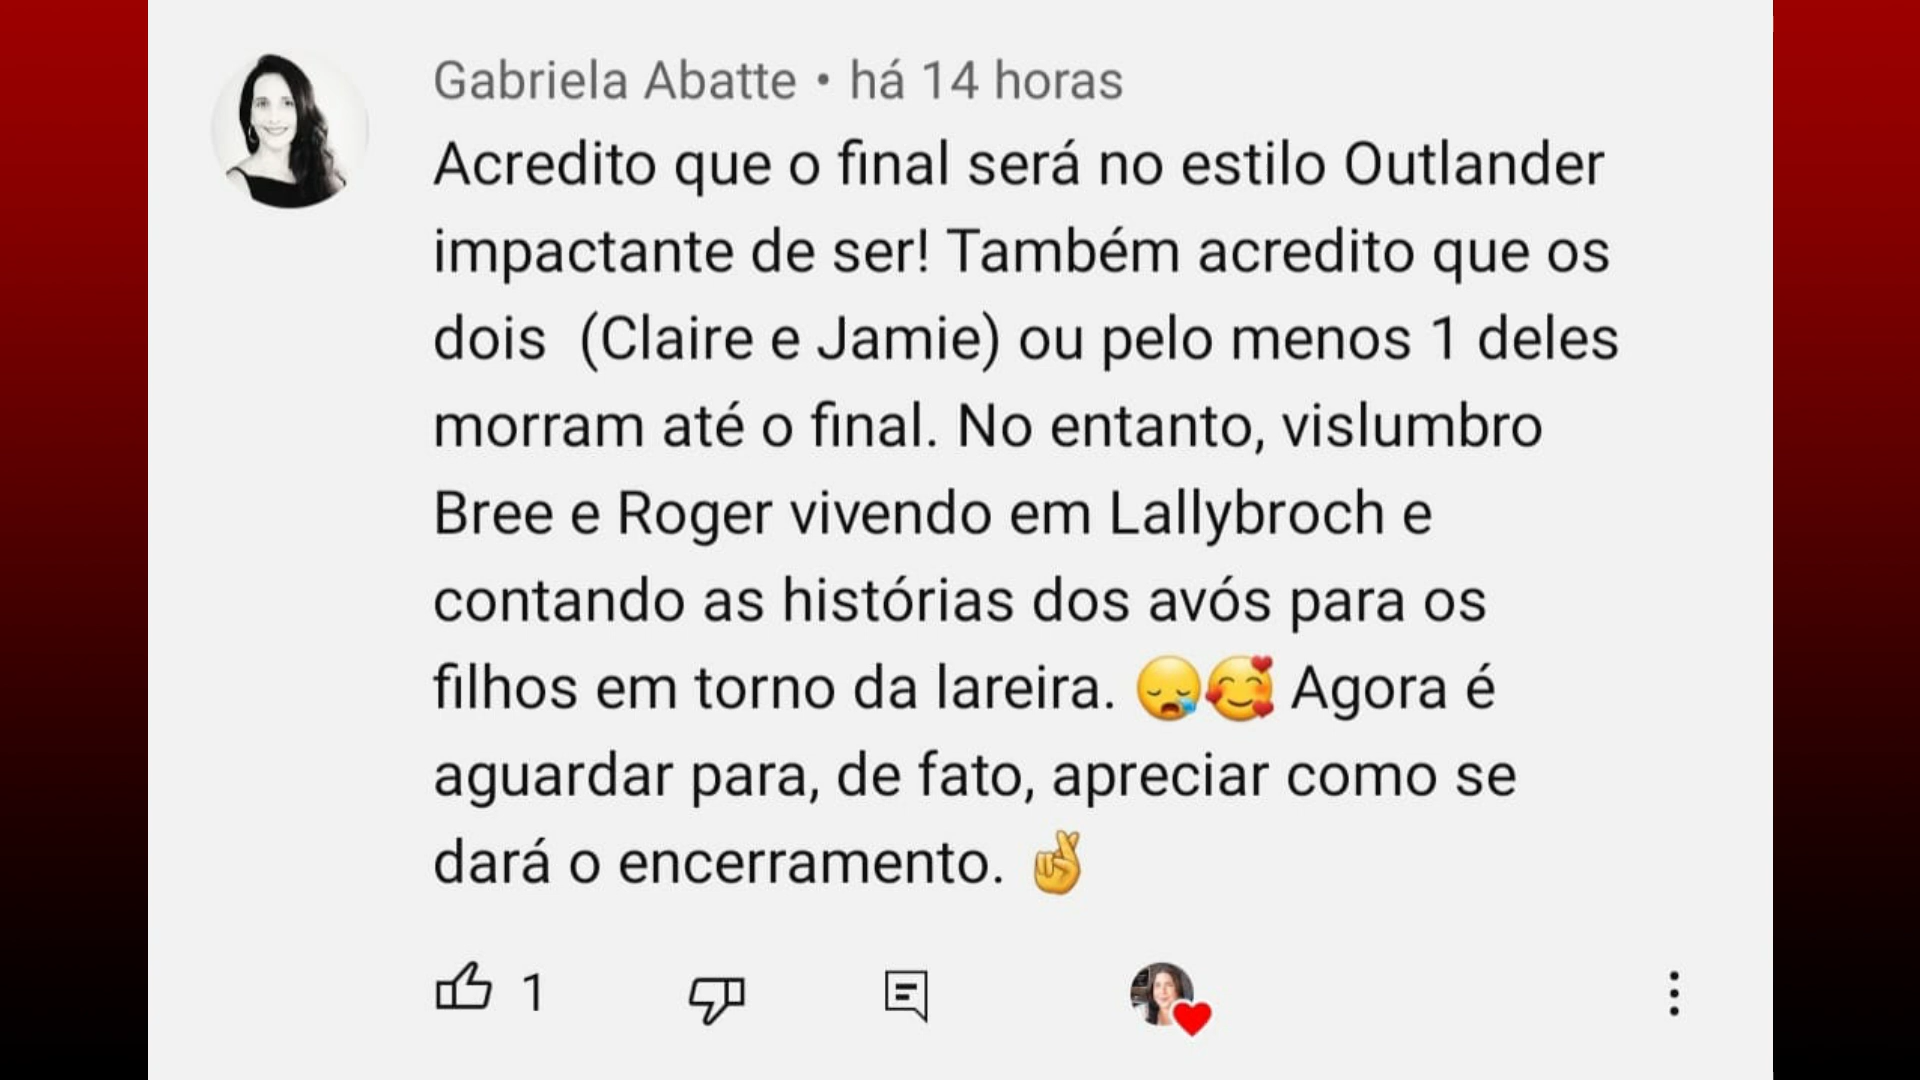 Gabriela Abatte • há 14 horas
Acredito que o final será no estilo Outlander
impactante de ser! Também acredito que os
dois  (Claire e Jamie) ou pelo menos 1 deles
morram até o final. No entanto, vislumbro
Bree e Roger vivendo em Lallybroch e
contando as histórias dos avós para os
filhos em torno da lareira. 😪🥰 Agora é
aguardar para, de fato, apreciar como se
dará o encerramento. 🤞
1